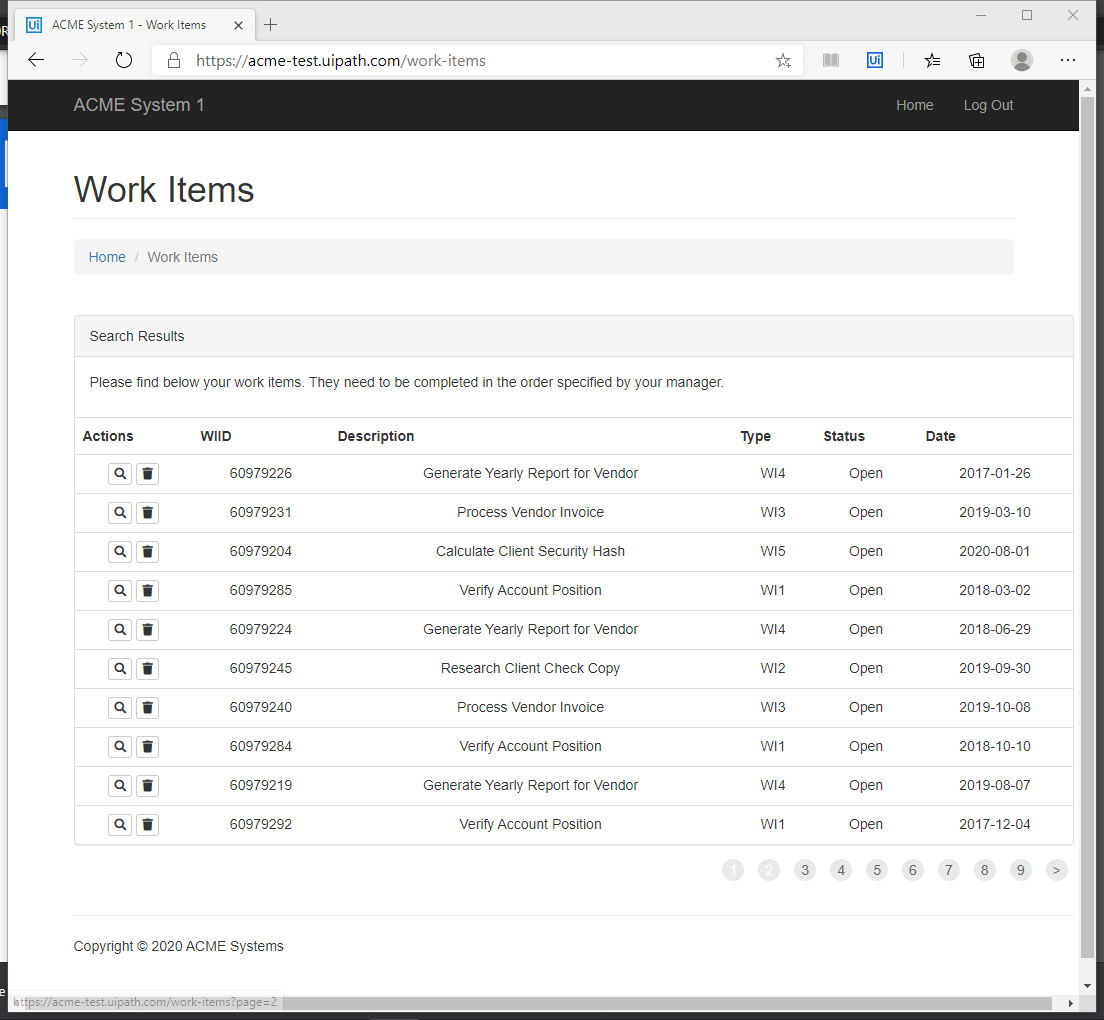 ACME System 1 - Work Items
https://acme-test.uipath.com/work-items
ACME System 1 Home Log Out
Work Items
Home / Work Items
Search Results
Please find below your work items. They need to be completed in the order specified by your manager.
Actions WIID Description Type Status Date
60979226 Generate Yearly Report for Vendor WI4 Open 2017-01-26
60979231 Process Vendor Invoice WI3 Open 2019-03-10
60979204 Calculate Client Security Hash WI5 Open 2020-08-01
60979285 Verify Account Position WI1 Open 2018-03-02
60979224 Generate Yearly Report for Vendor WI4 Open 2018-06-29
60979245 Research Client Check Copy WI2 Open 2019-09-30
60979240 Process Vendor Invoice WI3 Open 2019-10-08
60979284 Verify Account Position WI1 Open 2018-10-10
60979219 Generate Yearly Report for Vendor WI4 Open 2019-08-07
60979292 Verify Account Position WI1 Open 2017-12-04
1 2 3 4 5 6 7 8 9 >
Copyright © 2020 ACME Systems
https://acme-test.uipath.com/work-items?page=2